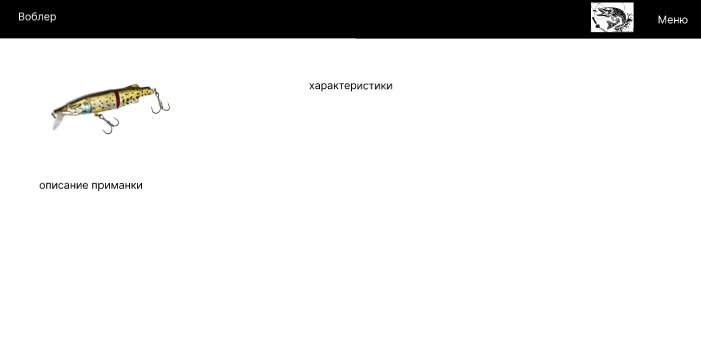 Воблер
Меню
характеристики
описание приманки